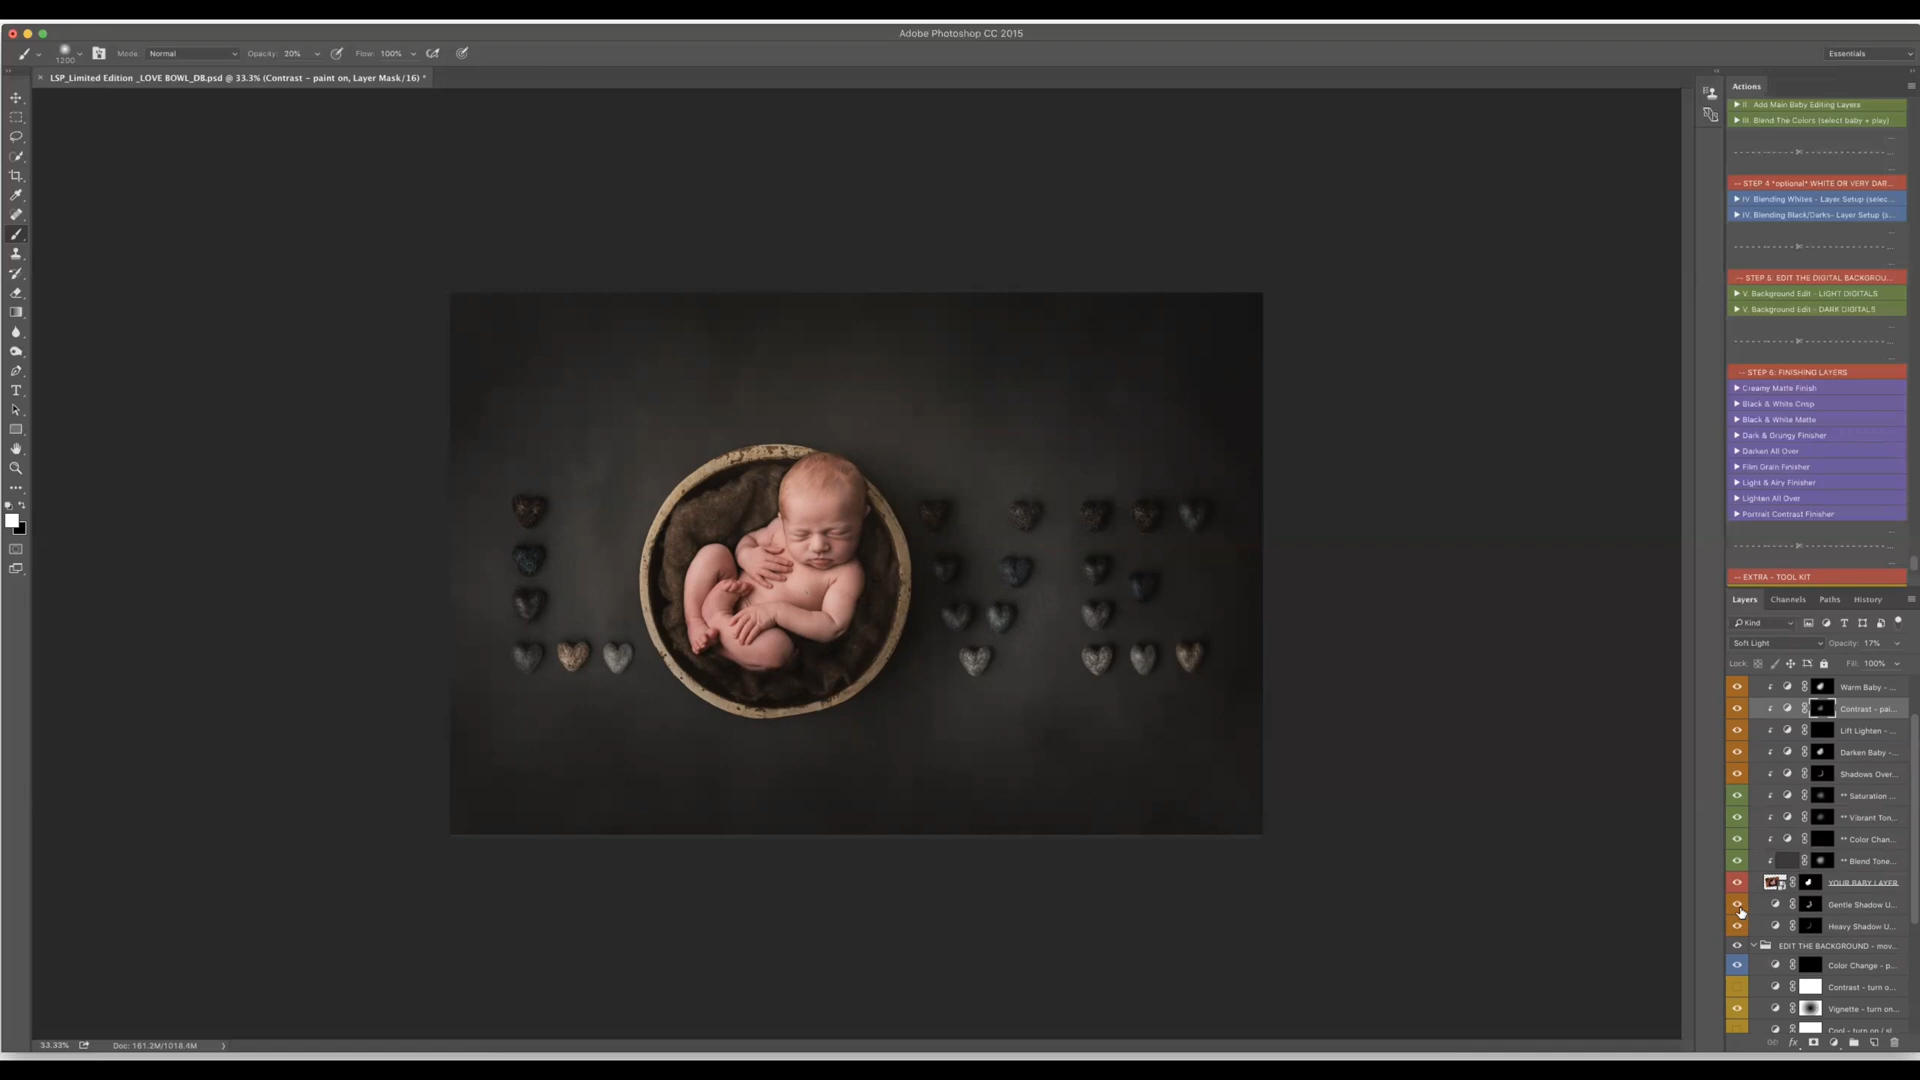 Adobe Photoshop CC 2015
1200
Mode: Normal
Opacity: 20%
Flow: 100%
Essentials
× LSP_Limited Edition _LOVE BOWL_DB.psd @ 33.3% (Contrast - paint on, Layer Mask/16) *
Actions
II. Add Main Baby Editing Layers
III. Blend The Colors (select baby + play)
-- STEP 4 *optional* WHITE OR VERY DAR...
IV. Blending Whites - Layer Setup (selec...
IV. Blending Black/Darks- Layer Setup (s...
-- STEP 5: EDIT THE DIGITAL BACKGROU...
V. Background Edit - LIGHT DIGITALS
V. Background Edit - DARK DIGITALS
-- STEP 6: FINISHING LAYERS
Creamy Matte Finish
Black & White Crisp
Black & White Matte
Dark & Grungy Finisher
Darken All Over
Film Grain Finisher
Light & Airy Finisher
Lighten All Over
Portrait Contrast Finisher
-- EXTRA - TOOL KIT
Layers Channels Paths History
Kind
Soft Light Opacity: 17%
Lock: Fill: 100%
Warm Baby - ...
Contrast - pai...
Lift Lighten - ...
Darken Baby -...
Shadows Over...
** Saturation ...
** Vibrant Ton...
** Color Chan...
** Blend Tone...
YOUR BABY LAYER
Gentle Shadow U...
Heavy Shadow U...
EDIT THE BACKGROUND - mov...
Color Change - p...
Contrast - turn o...
Vignette - turn on...
Cool - turn on / sl...
33.33% Doc: 161.2M/1018.4M